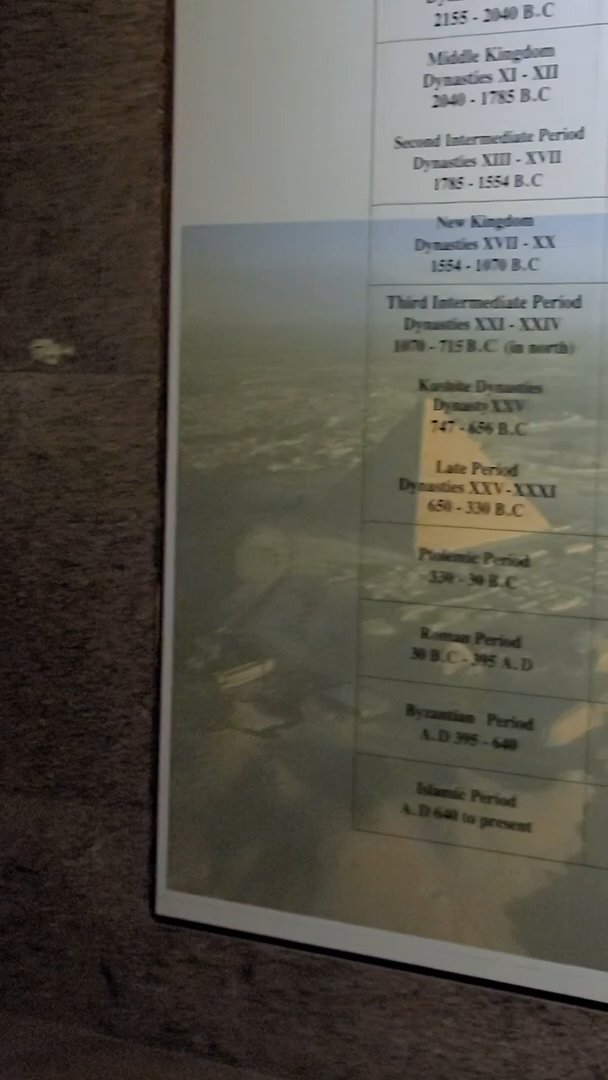 2155 - 2040 B.C
Middle Kingdom
Dynasties XI - XII
2040 - 1785 B.C
Second Intermediate Period
Dynasties XIII - XVII
1785 - 1554 B.C
New Kingdom
Dynasties XVII - XX
1554 - 1070 B.C
Third Intermediate Period
Dynasties XXI - XXIV
1070 - 715 B.C (in north)
Kushite Dynasties
Dynasty XXV
747 - 656 B.C
Late Period
Dynasties XXV - XXXI
650 - 330 B.C
Ptolemic Period
330 - 30 B.C
Roman Period
30 B.C - 395 A.D
Byzantian Period
A.D 395 - 640
Islamic Period
A.D 640 to present